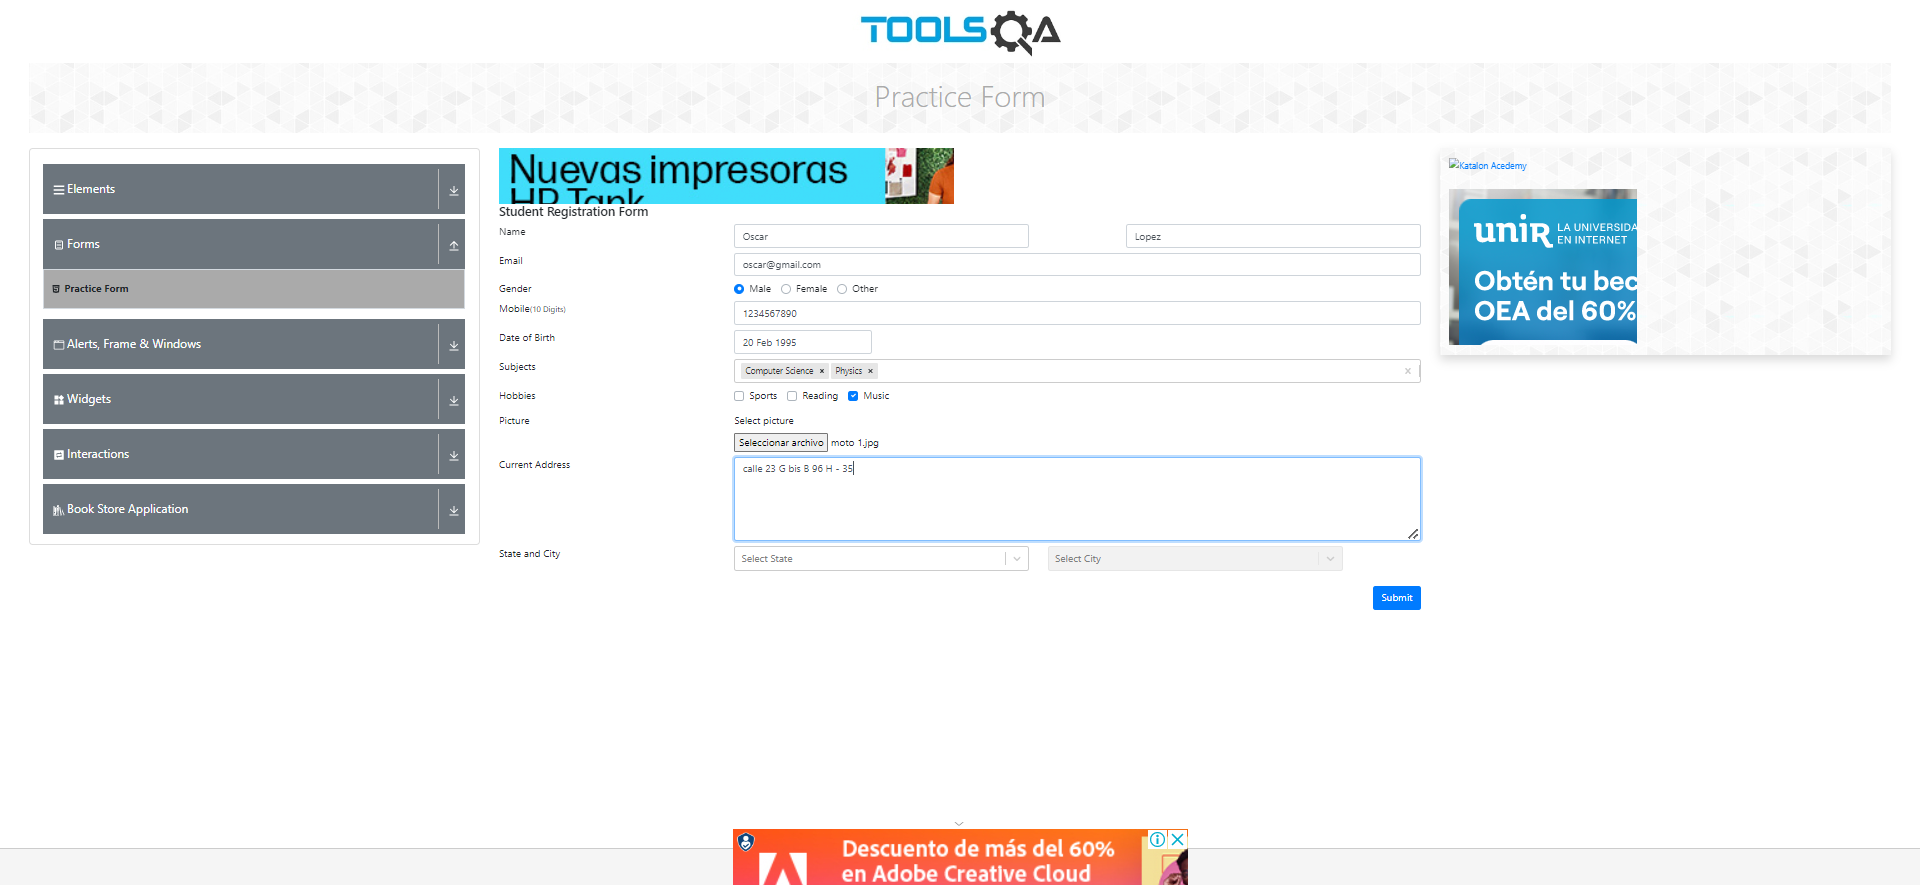 TOOLSQA
Practice Form
Elements
Forms
Practice Form
Alerts, Frame & Windows
Widgets
Interactions
Book Store Application
Nuevas impresoras
HP Tank
Student Registration Form
Name
Oscar
Lopez
Email
oscar@gmail.com
Gender
Male Female Other
Mobile(10 Digits)
1234567890
Date of Birth
20 Feb 1995
Subjects
Computer Science × Physics ×
Hobbies
Sports Reading Music
Picture
Select picture
Seleccionar archivo moto 1.jpg
Current Address
calle 23 G bis B 96 H - 35
State and City
Select State
Select City
Submit
Katalon Acedemy
unir LA UNIVERSIDA
EN INTERNET
Obtén tu bec
OEA del 60%
Descuento de más del 60%
en Adobe Creative Cloud